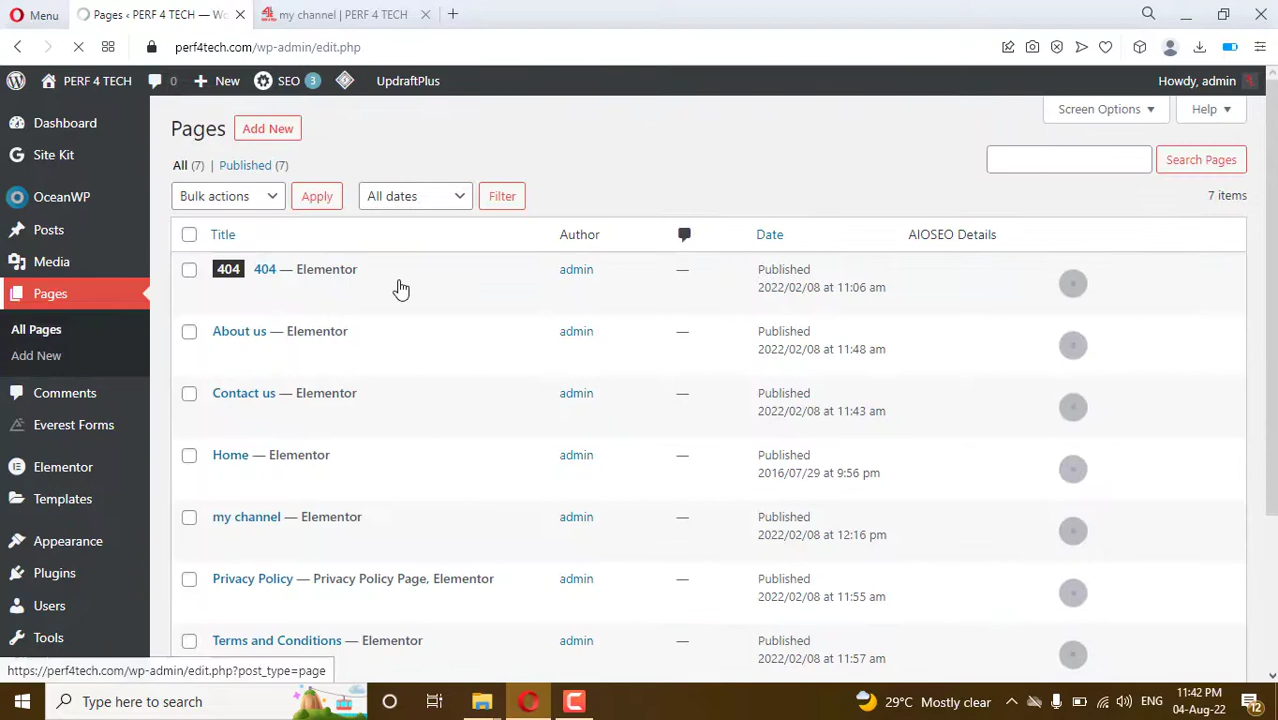 Menu
Pages ‹ PERF 4 TECH — Wo
my channel | PERF 4 TECH
perf4tech.com/wp-admin/edit.php
PERF 4 TECH
0
New
SEO 3
UpdraftPlus
Howdy, admin
Dashboard
Site Kit
OceanWP
Posts
Media
Pages
All Pages
Add New
Comments
Everest Forms
Elementor
Templates
Appearance
Plugins
Users
Tools
Screen Options
Help
Pages
Add New
All (7) | Published (7)
Search Pages
Bulk actions
Apply
All dates
Filter
7 items
Title
Author
Date
AIOSEO Details
404 404 — Elementor
admin
—
Published
2022/02/08 at 11:06 am
About us — Elementor
admin
—
Published
2022/02/08 at 11:48 am
Contact us — Elementor
admin
—
Published
2022/02/08 at 11:43 am
Home — Elementor
admin
—
Published
2016/07/29 at 9:56 pm
my channel — Elementor
admin
—
Published
2022/02/08 at 12:16 pm
Privacy Policy — Privacy Policy Page, Elementor
admin
—
Published
2022/02/08 at 11:55 am
Terms and Conditions — Elementor
admin
—
Published
2022/02/08 at 11:57 am
https://perf4tech.com/wp-admin/edit.php?post_type=page
Type here to search
29°C Mostly clear
ENG
11:42 PM
04-Aug-22
12